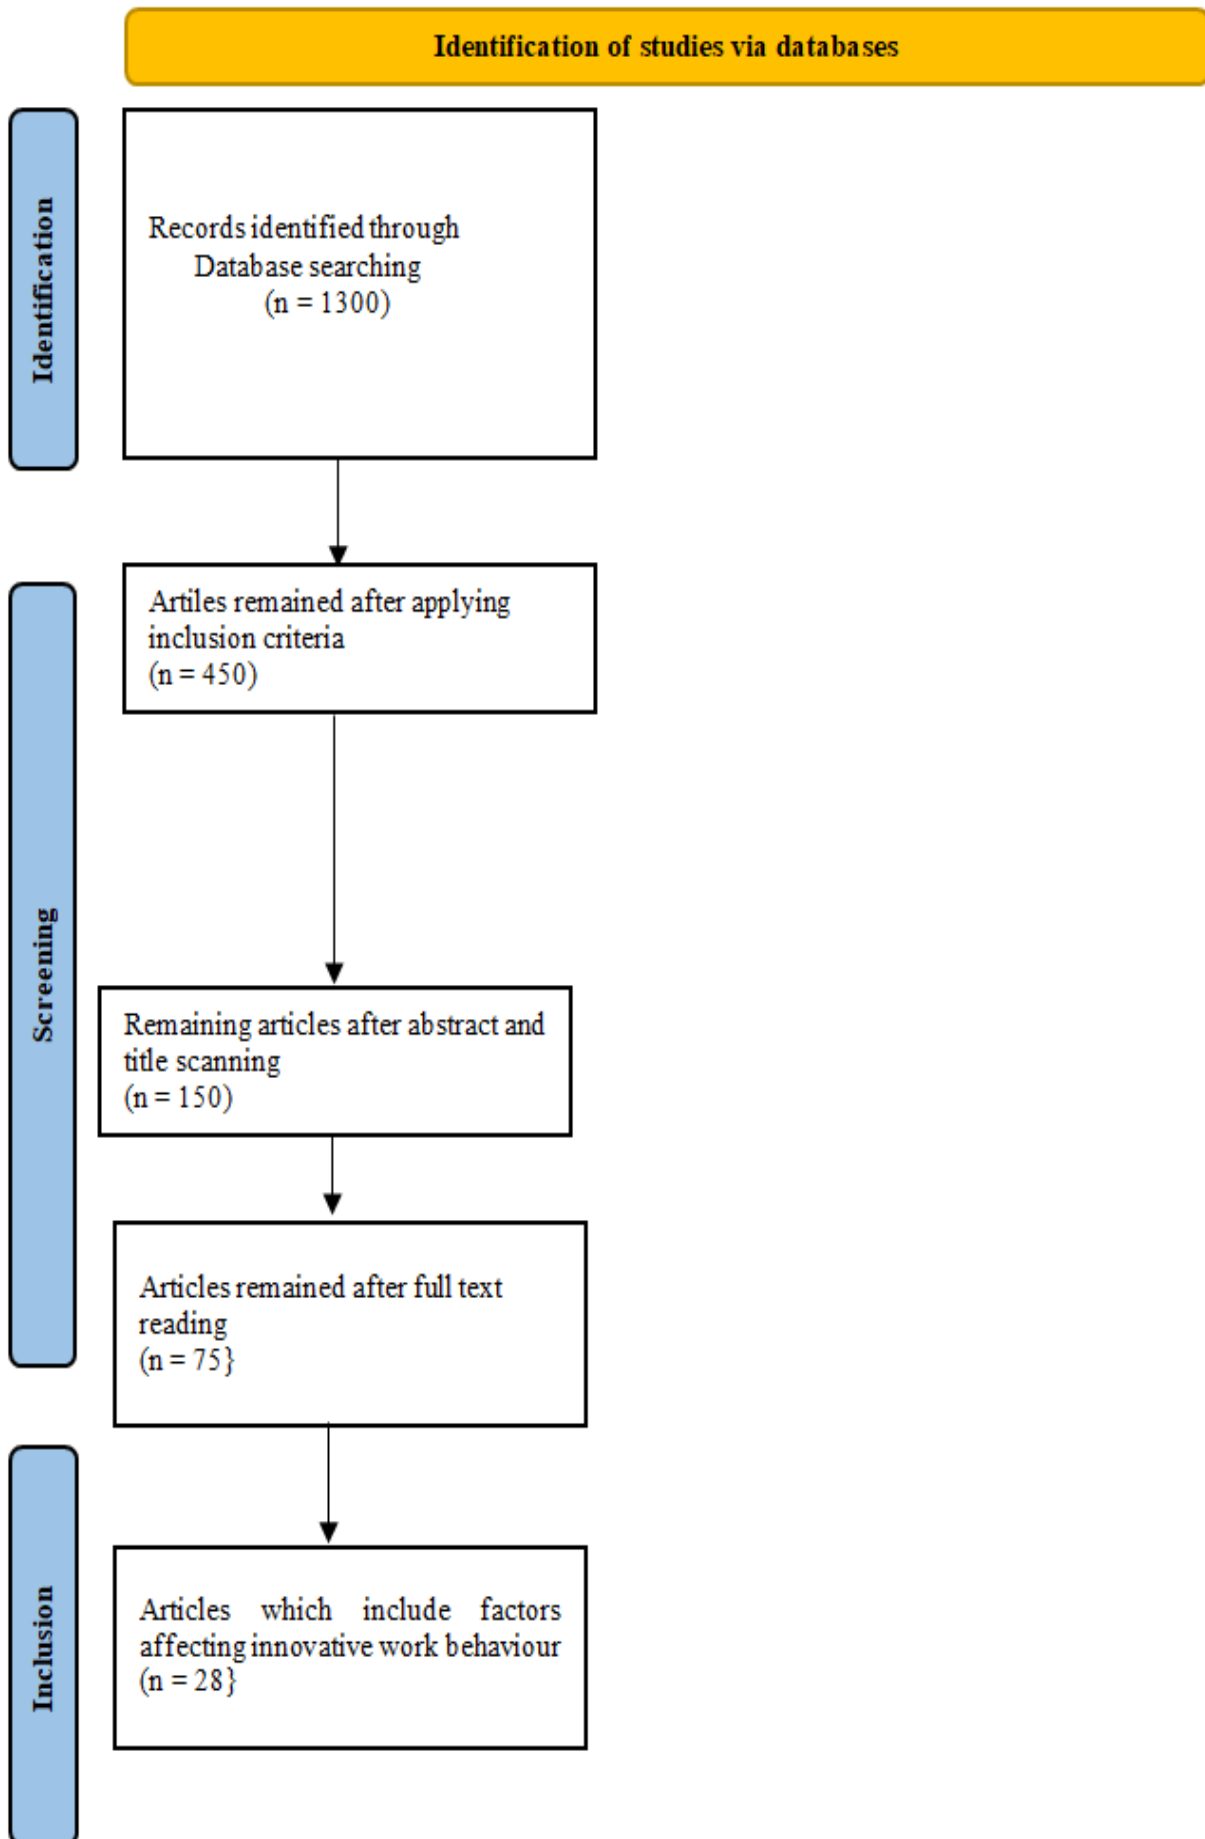 Identification of studies via databases
Identification
Records identified through
Database searching
(n = 1300)
Screening
Artiles remained after applying
inclusion criteria
(n = 450)
Remaining articles after abstract and
title scanning
(n = 150)
Articles remained after full text
reading
(n = 75}
Inclusion
Articles which include factors
affecting innovative work behaviour
(n = 28}